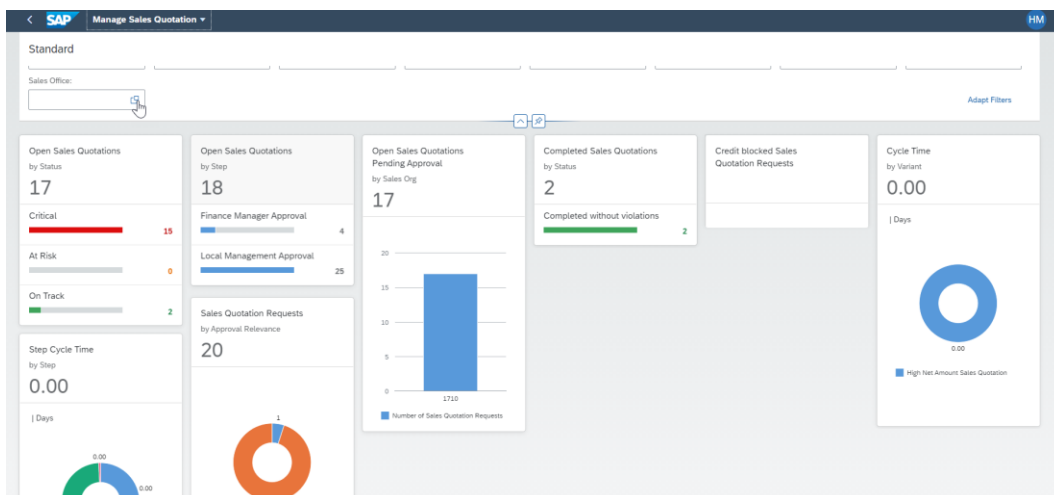 SAP
Manage Sales Quotation
HM
Standard
Sales Office:
Adapt Filters
Open Sales Quotations
by Status
17
Critical
15
At Risk
0
On Track
2
Step Cycle Time
by Step
0.00
| Days
0.00
0.00
Open Sales Quotations
by Step
18
Finance Manager Approval
4
Local Management Approval
25
Sales Quotation Requests
by Approval Relevance
20
1
Open Sales Quotations
Pending Approval
by Sales Org
17
20
15
10
5
0
1710
Number of Sales Quotation Requests
Completed Sales Quotations
by Status
2
Completed without violations
2
Credit blocked Sales
Quotation Requests
Cycle Time
by Variant
0.00
| Days
0.00
High Net Amount Sales Quotation